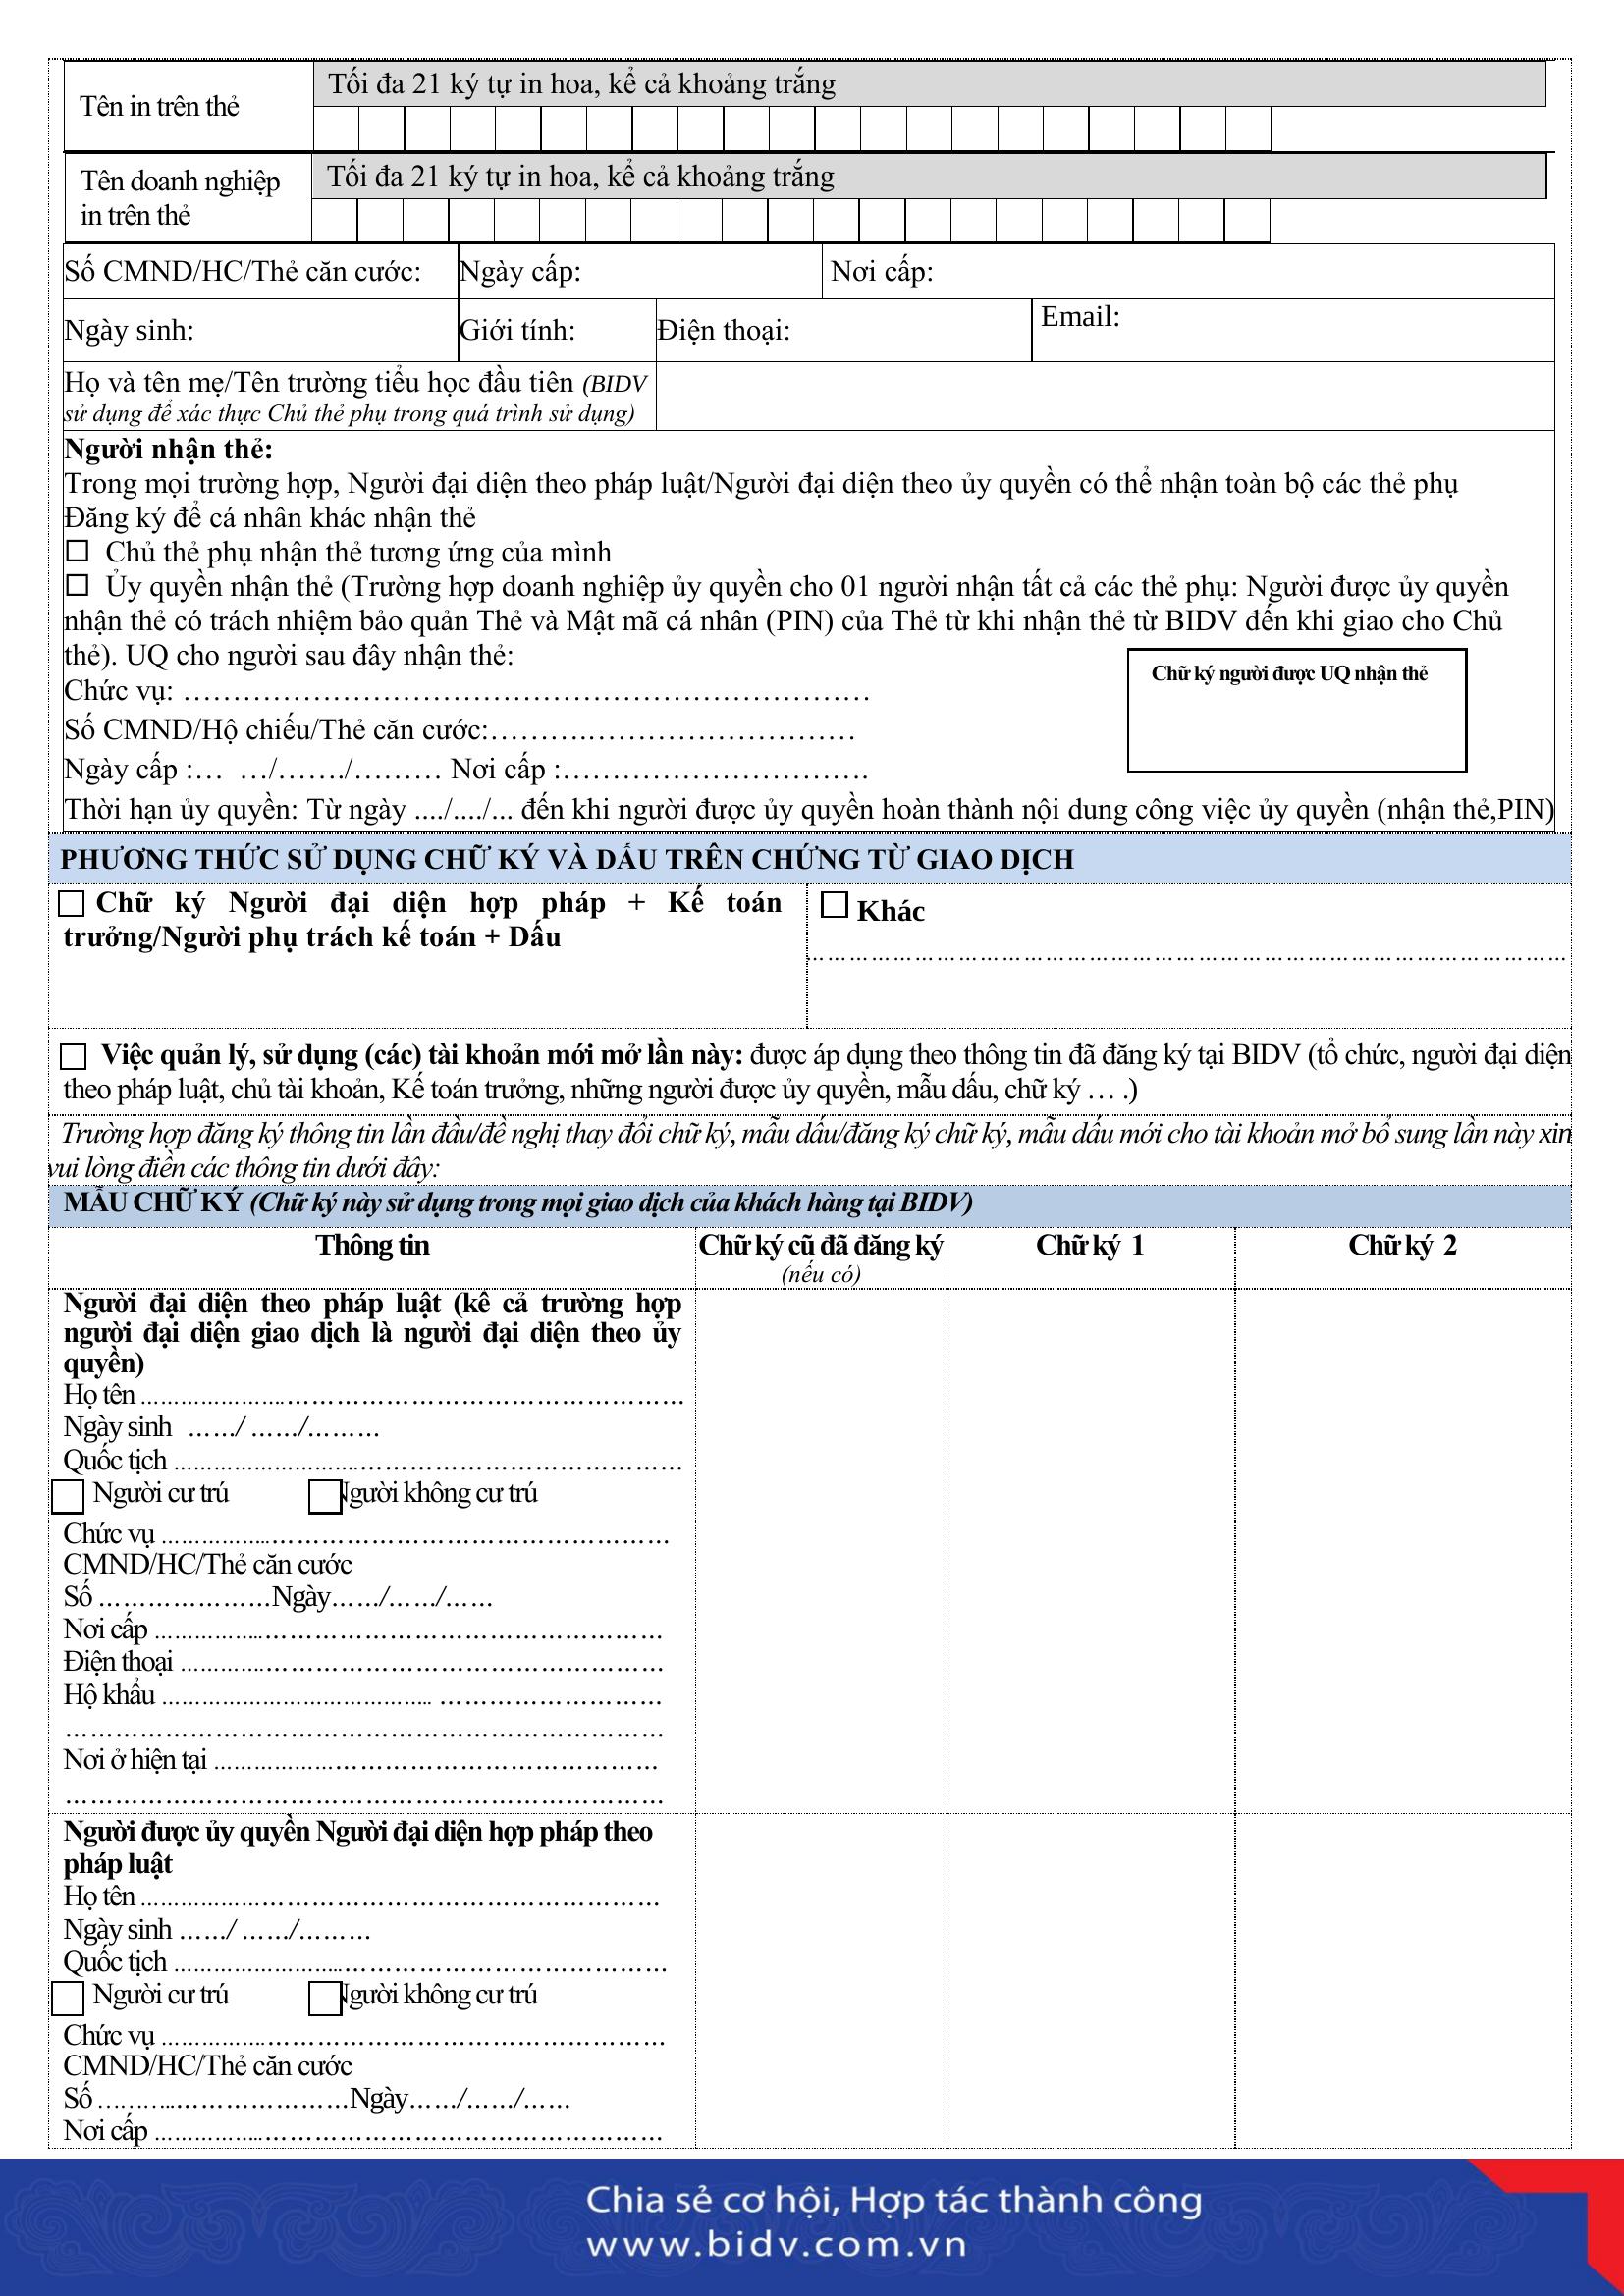 Tên in trên thẻ
Tối đa 21 ký tự in hoa, kể cả khoảng trắng
Tên doanh nghiệp
in trên thẻ
Tối đa 21 ký tự in hoa, kể cả khoảng trắng
Số CMND/HC/Thẻ căn cước: Ngày cấp: Nơi cấp:
Ngày sinh: Giới tính: Điện thoại: Email:
Họ và tên mẹ/Tên trường tiểu học đầu tiên (BIDV
sử dụng để xác thực Chủ thẻ phụ trong quá trình sử dụng)
Người nhận thẻ:
Trong mọi trường hợp, Người đại diện theo pháp luật/Người đại diện theo ủy quyền có thể nhận toàn bộ các thẻ phụ
Đăng ký để cá nhân khác nhận thẻ
☐ Chủ thẻ phụ nhận thẻ tương ứng của mình
☐ Ủy quyền nhận thẻ (Trường hợp doanh nghiệp ủy quyền cho 01 người nhận tất cả các thẻ phụ: Người được ủy quyền
nhận thẻ có trách nhiệm bảo quản Thẻ và Mật mã cá nhân (PIN) của Thẻ từ khi nhận thẻ từ BIDV đến khi giao cho Chủ
thẻ). UQ cho người sau đây nhận thẻ:
Chữ ký người được UQ nhận thẻ
Chức vụ: ………………………………………………………………………
Số CMND/Hộ chiếu/Thẻ căn cước:……….…………………………
Ngày cấp :… …/……./……… Nơi cấp :……………………………….
Thời hạn ủy quyền: Từ ngày ..../..../... đến khi người được ủy quyền hoàn thành nội dung công việc ủy quyền (nhận thẻ,PIN)
PHƯƠNG THỨC SỬ DỤNG CHỮ KÝ VÀ DẤU TRÊN CHỨNG TỪ GIAO DỊCH
☐ Chữ ký Người đại diện hợp pháp + Kế toán
trưởng/Người phụ trách kế toán + Dấu
☐ Khác
………………………………………………………………………………
☐ Việc quản lý, sử dụng (các) tài khoản mới mở lần này: được áp dụng theo thông tin đã đăng ký tại BIDV (tổ chức, người đại diện
theo pháp luật, chủ tài khoản, Kế toán trưởng, những người được ủy quyền, mẫu dấu, chữ ký … .)
Trường hợp đăng ký thông tin lần đầu/đề nghị thay đổi chữ ký, mẫu dấu/đăng ký chữ ký, mẫu dấu mới cho tài khoản mở bổ sung lần này xin
vui lòng điền các thông tin dưới đây:
MẪU CHỮ KÝ (Chữ ký này sử dụng trong mọi giao dịch của khách hàng tại BIDV)
Thông tin Chữ ký cũ đã đăng ký Chữ ký 1 Chữ ký 2
(nếu có)
Người đại diện theo pháp luật (kể cả trường hợp
người đại diện giao dịch là người đại diện theo ủy
quyền)
Họ tên ………………………………………………………
Ngày sinh ……/ ……/………
Quốc tịch ……………………………………………………
☐ Người cư trú ☐ Người không cư trú
Chức vụ ……………………………………………………
CMND/HC/Thẻ căn cước
Số …………………Ngày……/……/……
Nơi cấp ……………………………………………………
Điện thoại …………………………………………………
Hộ khẩu ………………………………….. ………………………
………………………………………………………………
Nơi ở hiện tại ………………………………………………
………………………………………………………………
Người được ủy quyền Người đại diện hợp pháp theo
pháp luật
Họ tên ………………………………………………………
Ngày sinh ……/ ……/………
Quốc tịch ……………………………………………………
☐ Người cư trú ☐ Người không cư trú
Chức vụ ……………………………………………………
CMND/HC/Thẻ căn cước
Số ………..…………………Ngày……/……/……
Nơi cấp ……………………………………………………
Chia sẻ cơ hội, Hợp tác thành công
www.bidv.com.vn